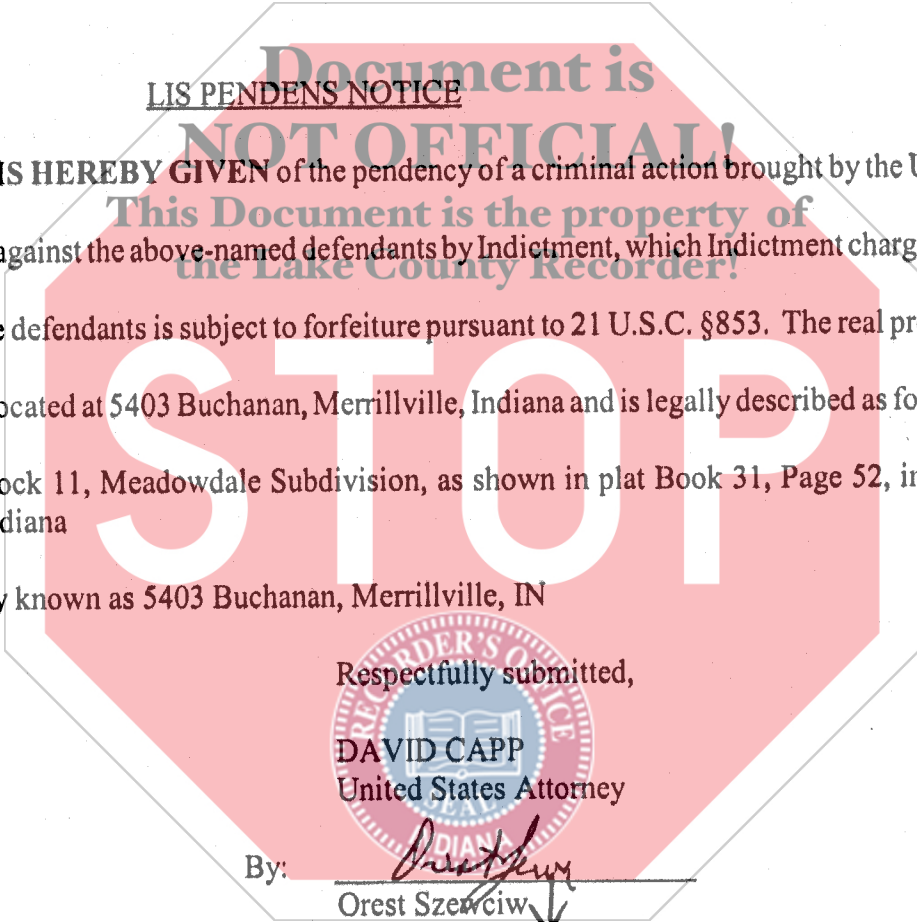 Document is
LIS PENDENS NOTICE
NOT OFFICIAL!
IS HEREBY GIVEN of the pendency of a criminal action brought by the U
This Document is the property of
against the above-named defendants by Indictment, which Indictment charg
the Lake County Recorder!
e defendants is subject to forfeiture pursuant to 21 U.S.C. §853. The real pr
STOP
ocated at 5403 Buchanan, Merrillville, Indiana and is legally described as fo
ock 11, Meadowdale Subdivision, as shown in plat Book 31, Page 52, in
diana
y known as 5403 Buchanan, Merrillville, IN
RECORDER'S OFFICE
Respectfully submitted,
DAVID CAPP
United States Attorney
SEAL
INDIANA
By:
Orest Szewciw